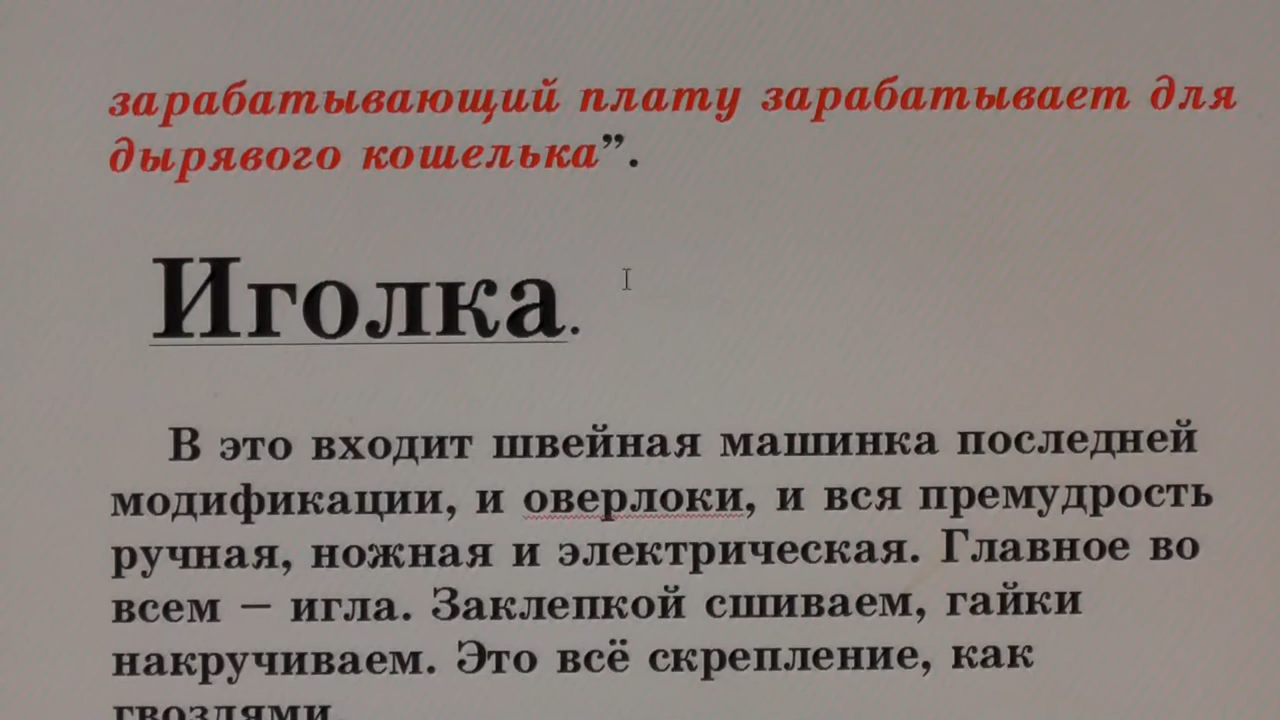 зарабатывающий плату зарабатывает для
дырявого кошелька”.
Иголка.
В это входит швейная машинка последней
модификации, и оверлоки, и вся премудрость
ручная, ножная и электрическая. Главное во
всем – игла. Заклепкой сшиваем, гайки
накручиваем. Это всё скрепление, как
гвоздями.